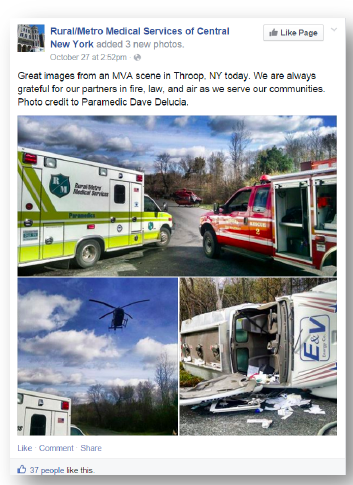 Rural/Metro Medical Services of Central
New York added 3 new photos.
Like Page
October 27 at 2:52pm
Great images from an MVA scene in Throop, NY today. We are always
grateful for our partners in fire, law, and air as we serve our communities.
Photo credit to Paramedic Dave Delucia.
Rural/Metro
Medical Services
Paramedics
RESCUE
2
E&V
Like · Comment · Share
37 people like this.